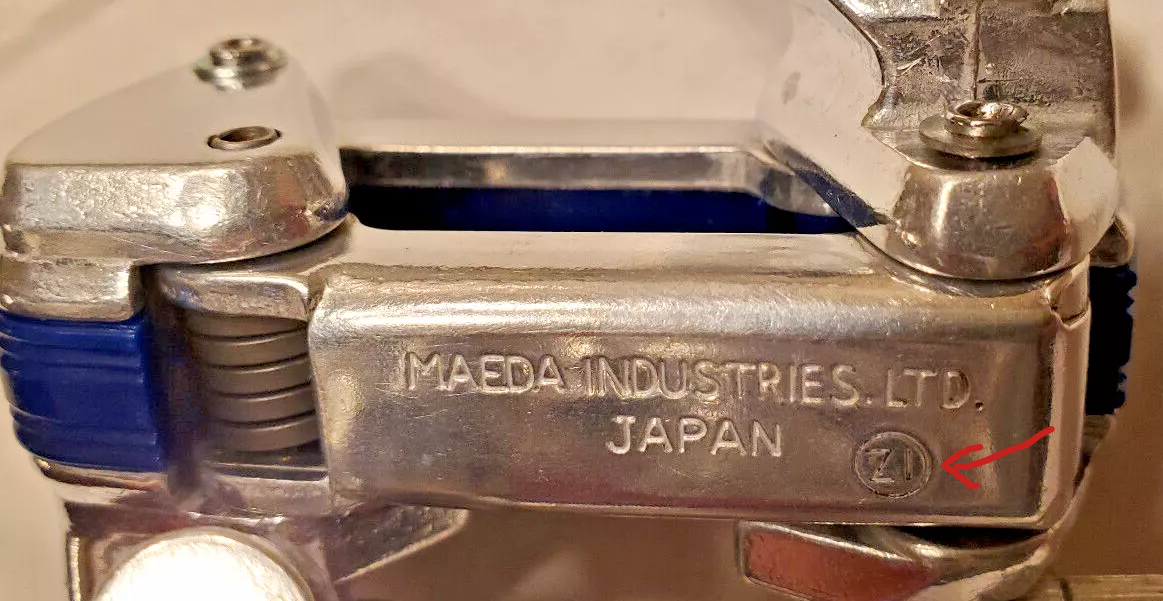 MAEDA INDUSTRIES. LTD.
JAPAN
ZI